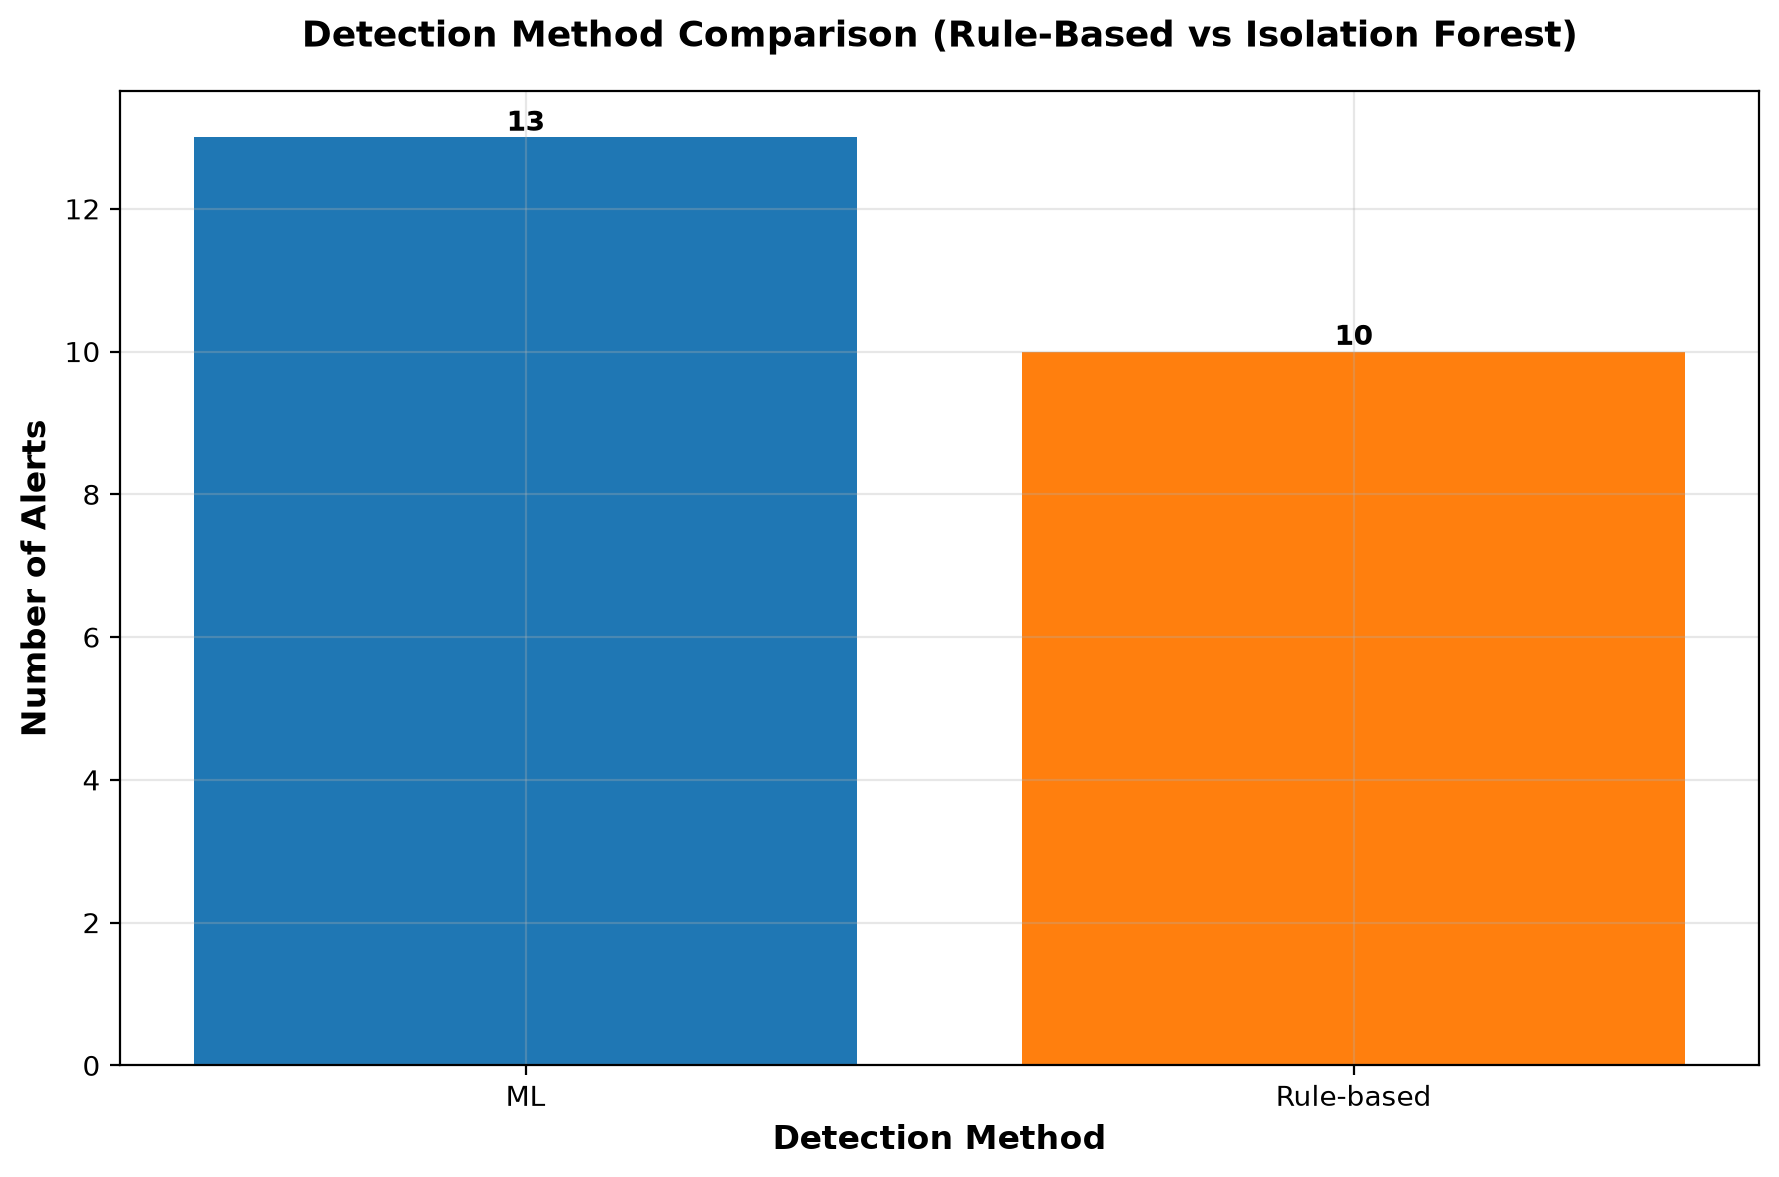 Detection Method Comparison (Rule-Based vs Isolation Forest)
13
10
12
10
8
6
4
2
0
Number of Alerts
ML
Rule-based
Detection Method